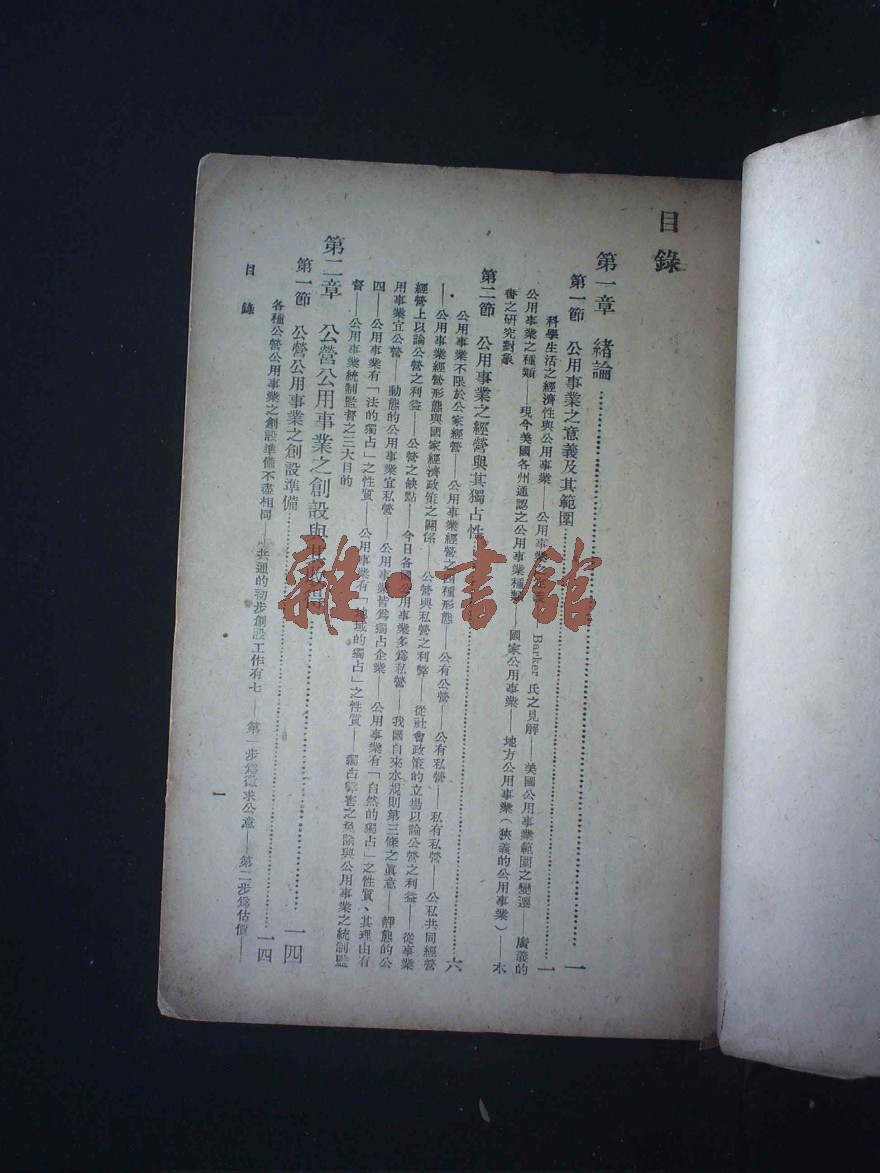 目錄
第一章 緒論……一
第一節 公用事業之意義及其範圍……一
科學生活之經濟性與公用事業——公用事業之 Barker 氏之見解——美國公用事業範圍之變遷 廣義的
公用事業之種類——現今美國各州通認之公用事業種類——國家公用事業——地方公用事業(狹義的公用事業)——本
書之研究對象
第二節 公用事業之經營與其獨占性……六
公用事業不限於公家經營——公用事業經營之四種形態——公有公營——公有私營——私有私營——公私共同經營
——公用事業經營形態與國家經濟政策之關係——公營與私營之利弊——從社會政策的立場以論公營之利益——從事業
經營上以論公營之利益——公營之缺點——今日各國公用事業多為私營——我國自來水規則第三條之眞意——靜態的公
用事業宜公營——動態的公用事業宜私營——公用事業皆為獨占企業——公用事業有「自然的獨占」之性質、其理由有
四——公用事業有「法的獨占」之性質——公用事業有「地域的獨占」之性質——獨占弊害之免除與公用事業之統制監
督——公用事業統制監督之三大目的
第二章 公營公用事業之創設與其……一四
第一節 公營公用事業之創設準備……一四
各種公營公用事業之創設準備不盡相同——共通的初步創設工作有七——第一步為徵求公意——第二步為估價——
目錄
一
雜·書館